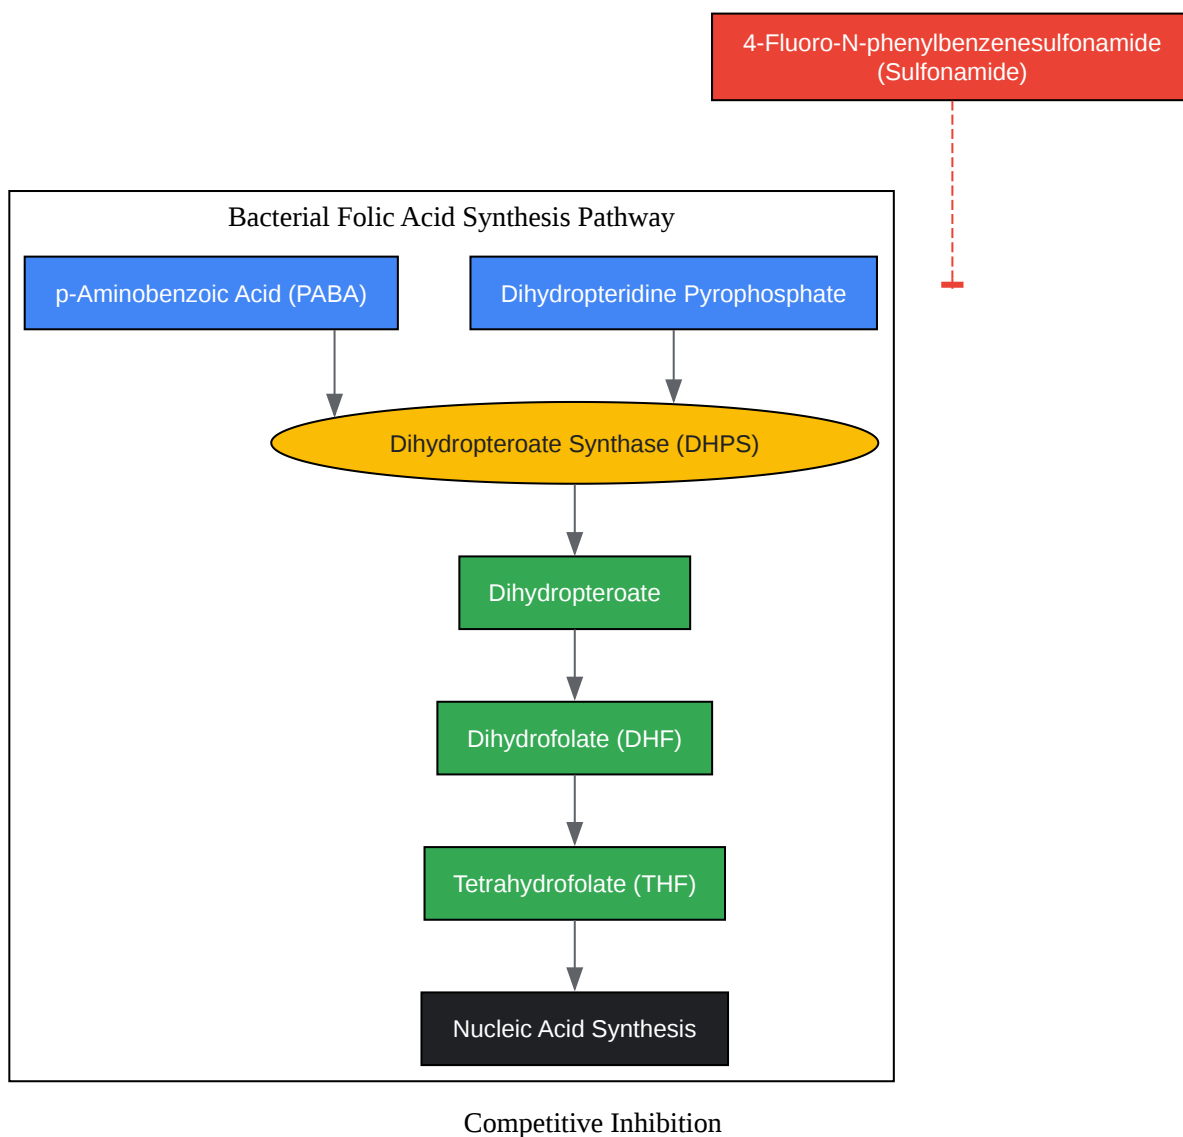 4-Fluoro-N-phenylbenzenesulfonamide
(Sulfonamide)
Bacterial Folic Acid Synthesis Pathway
p-Aminobenzoic Acid (PABA)
Dihydropteridine Pyrophosphate
Dihydropteroate Synthase (DHPS)
Dihydropteroate
Dihydrofolate (DHF)
Tetrahydrofolate (THF)
Nucleic Acid Synthesis
Competitive Inhibition